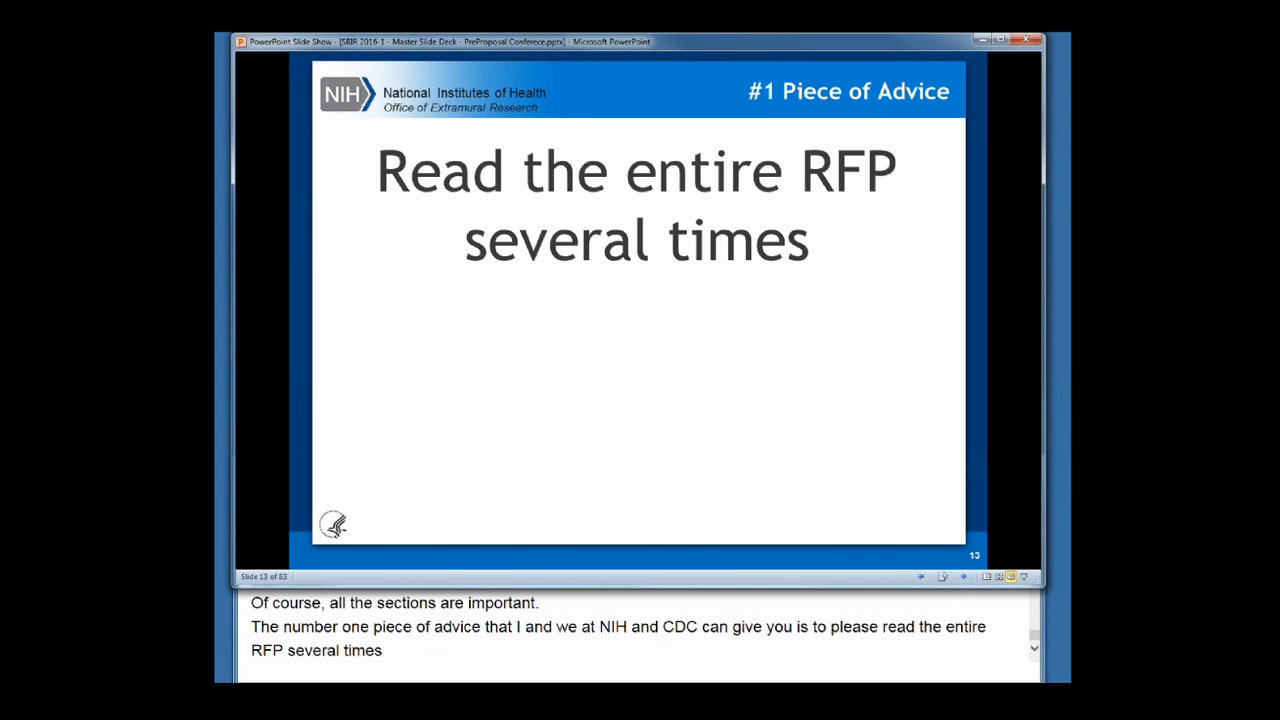 PowerPoint Slide Show - [SBIR 2016-1 - Master Slide Deck - PreProposal Conferece.pptx] - Microsoft PowerPoint
NIH
National Institutes of Health
Office of Extramural Research
#1 Piece of Advice
Read the entire RFP
several times
13
Slide 13 of 83
Of course, all the sections are important.
The number one piece of advice that I and we at NIH and CDC can give you is to please read the entire
RFP several times